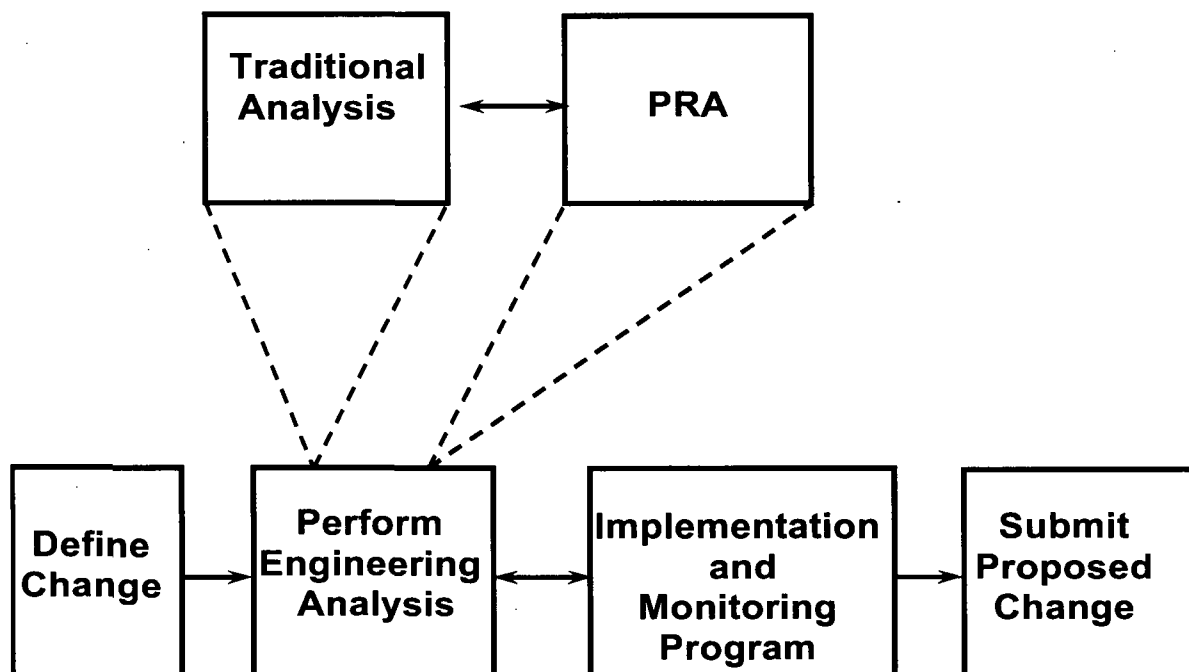 Traditional
Analysis
PRA
Define
Change
Perform
Engineering
Analysis
Implementation
and
Monitoring
Program
Submit
Proposed
Change